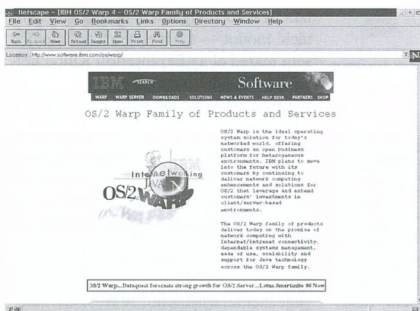 Netscape - [IBM OS/2 Warp 4 - OS/2 Warp Family of Products and Services]
File Edit View Go Bookmarks Links Options Directory Window Help
Back Home Reload Images Open Print Find
Location: http://www.software.ibm.com/os/warp/
N
IBM SEARCH Software
WARP WARP SERVER DOWNLOADS SOLUTIONS NEWS & EVENTS HELP DESK PARTNERS SHOP
OS/2 Warp Family of Products and Services
Internetworking
JAVA
OS/2 WARP
OS/2 Warp is the ideal operating
system solution for today's
networked world, offering
customers an open business
platform for heterogeneous
environments. IBM plans to move
into the future with its
customers by continuing to
deliver network computing
enhancements and solutions for
OS/2 that leverage and extend
customers' investments in
client/server-based
environments.
The OS/2 Warp family of products
deliver today on the promise of
network computing with
Internet/intranet connectivity,
dependable systems management,
ease of use, scalability and
support for Java technology
across the OS/2 Warp family.
OS/2 Warp...Dataquest forecasts strong growth for OS/2 Server...Lotus Smartsuite 96 Now